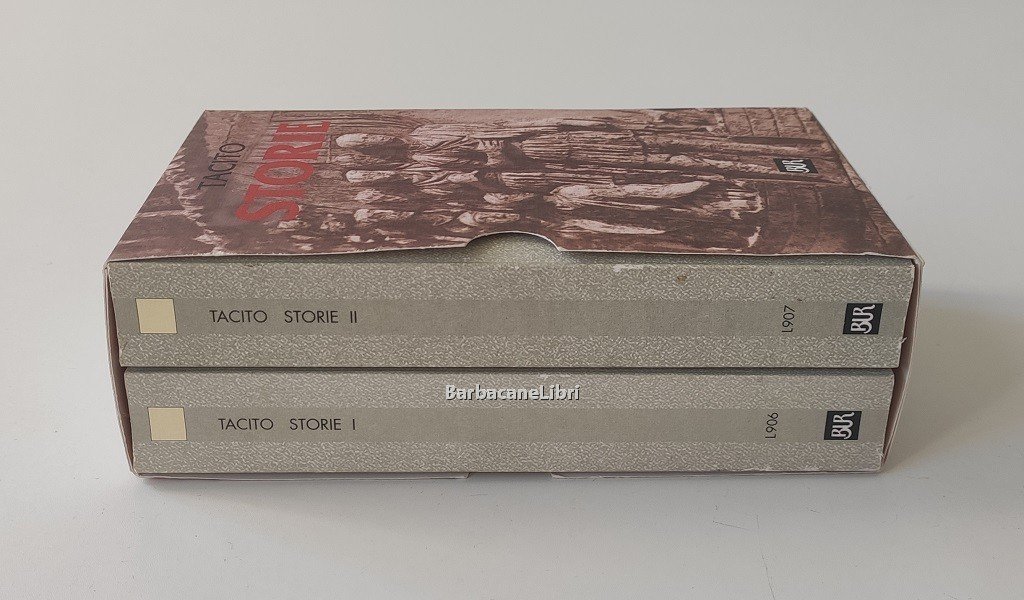 TACITO
STORIE
BUR
TACITO STORIE II
L907
BUR
BarbacaneLibri
TACITO STORIE I
L906
BUR